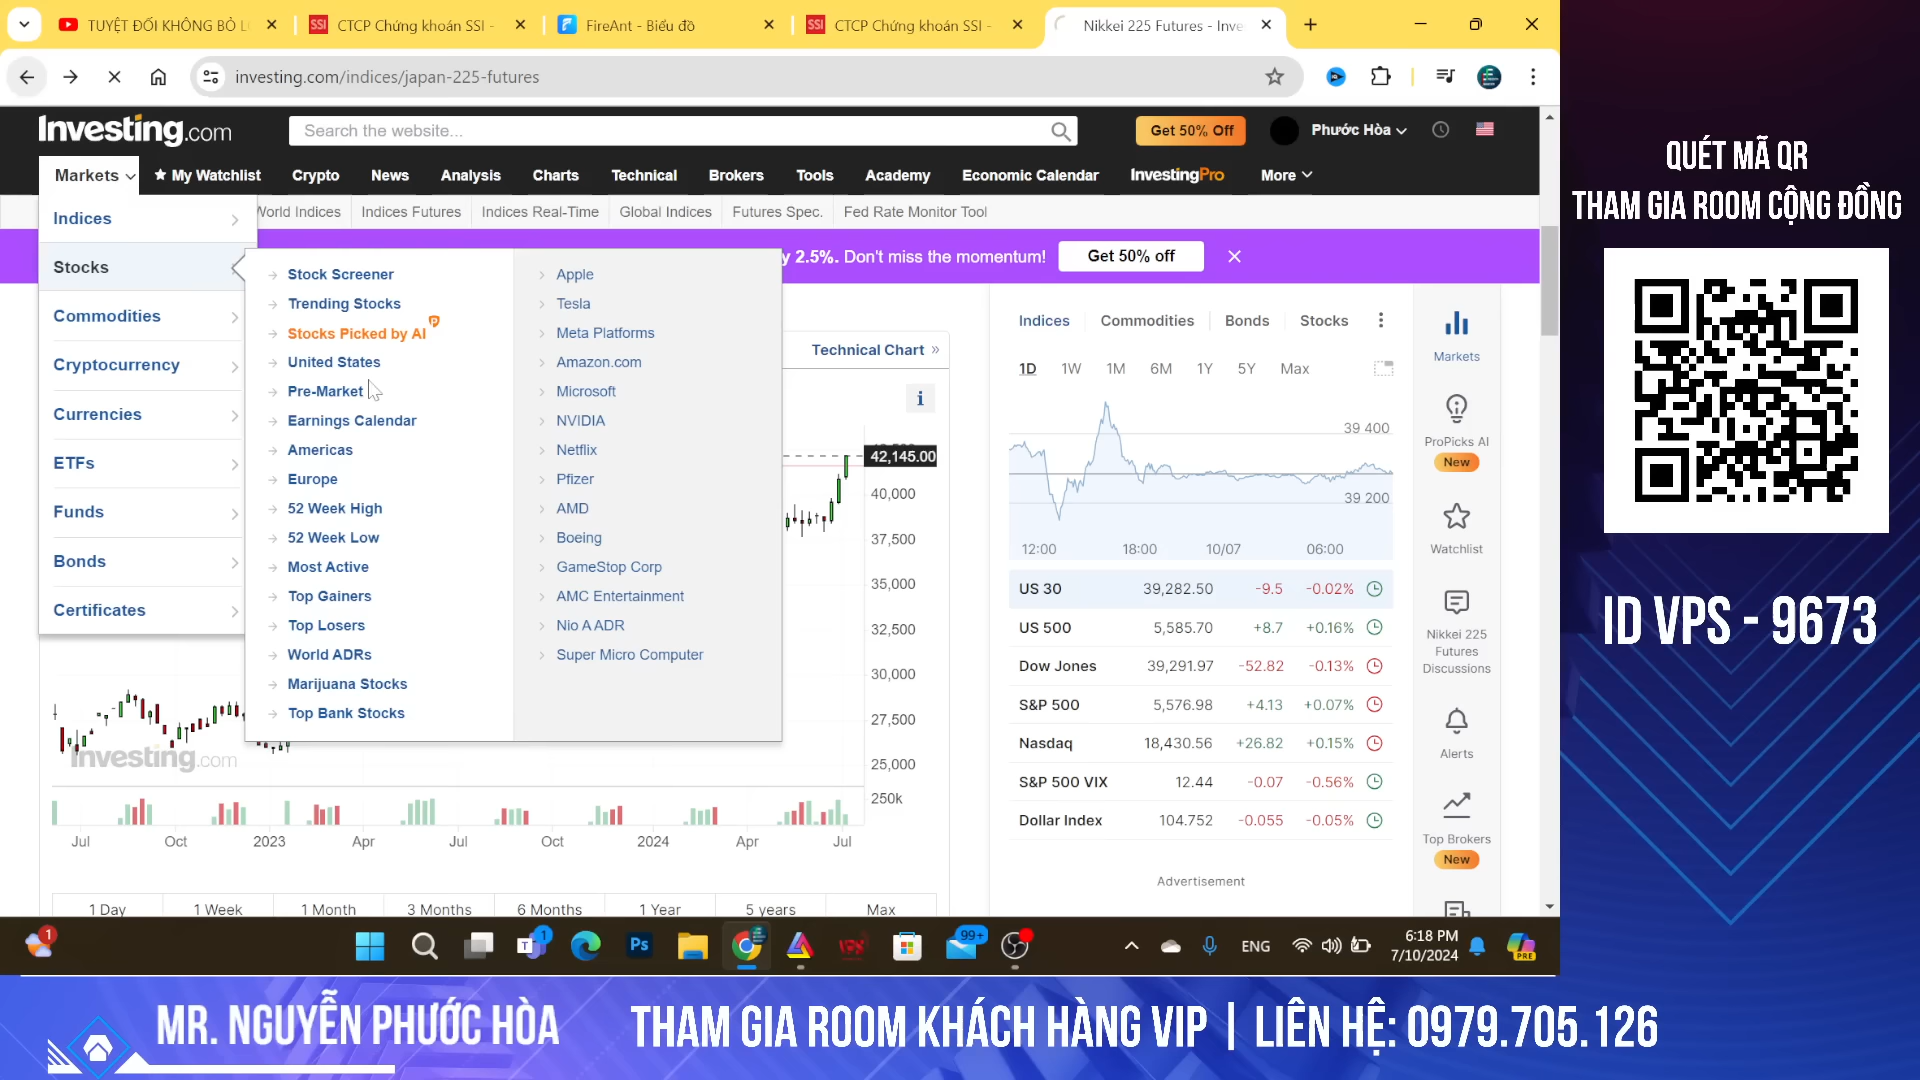 TUYỆT ĐỐI KHÔNG BỎ L
CTCP Chứng khoán SSI -
FireAnt - Biểu đồ
CTCP Chứng khoán SSI -
Nikkei 225 Futures - Inve
investing.com/indices/japan-225-futures
Investing.com
Search the website...
Get 50% Off
Phước Hòa
Markets
My Watchlist
Crypto
News
Analysis
Charts
Technical
Brokers
Tools
Academy
Economic Calendar
InvestingPro
More
World Indices
Indices Futures
Indices Real-Time
Global Indices
Futures Spec.
Fed Rate Monitor Tool
y 2.5%. Don't miss the momentum!
Get 50% off
Indices
Stocks
Commodities
Cryptocurrency
Currencies
ETFs
Funds
Bonds
Certificates
Stock Screener
Trending Stocks
Stocks Picked by AI
United States
Pre-Market
Earnings Calendar
Americas
Europe
52 Week High
52 Week Low
Most Active
Top Gainers
Top Losers
World ADRs
Marijuana Stocks
Top Bank Stocks
Apple
Tesla
Meta Platforms
Amazon.com
Microsoft
NVIDIA
Netflix
Pfizer
AMD
Boeing
GameStop Corp
AMC Entertainment
Nio A ADR
Super Micro Computer
Technical Chart »
42,145.00
40,000
37,500
35,000
32,500
30,000
27,500
25,000
250k
Investing.com
Jul Oct 2023 Apr Jul Oct 2024 Apr Jul
1 Day 1 Week 1 Month 3 Months 6 Months 1 Year 5 years Max
Indices Commodities Bonds Stocks
1D 1W 1M 6M 1Y 5Y Max
39 400
39 200
12:00 18:00 10/07 06:00
US 30 39,282.50 -9.5 -0.02%
US 500 5,585.70 +8.7 +0.16%
Dow Jones 39,291.97 -52.82 -0.13%
S&P 500 5,576.98 +4.13 +0.07%
Nasdaq 18,430.56 +26.82 +0.15%
S&P 500 VIX 12.44 -0.07 -0.56%
Dollar Index 104.752 -0.055 -0.05%
Advertisement
Markets
ProPicks AI
New
Watchlist
Nikkei 225
Futures
Discussions
Alerts
Top Brokers
New
1
1
Ps
99+
ENG
6:18 PM
7/10/2024
PRE
QUÉT MÃ QR
THAM GIA ROOM CỘNG ĐỒNG
ID VPS - 9673
MR. NGUYỄN PHƯỚC HÒA
THAM GIA ROOM KHÁCH HÀNG VIP | LIÊN HỆ: 0979.705.126